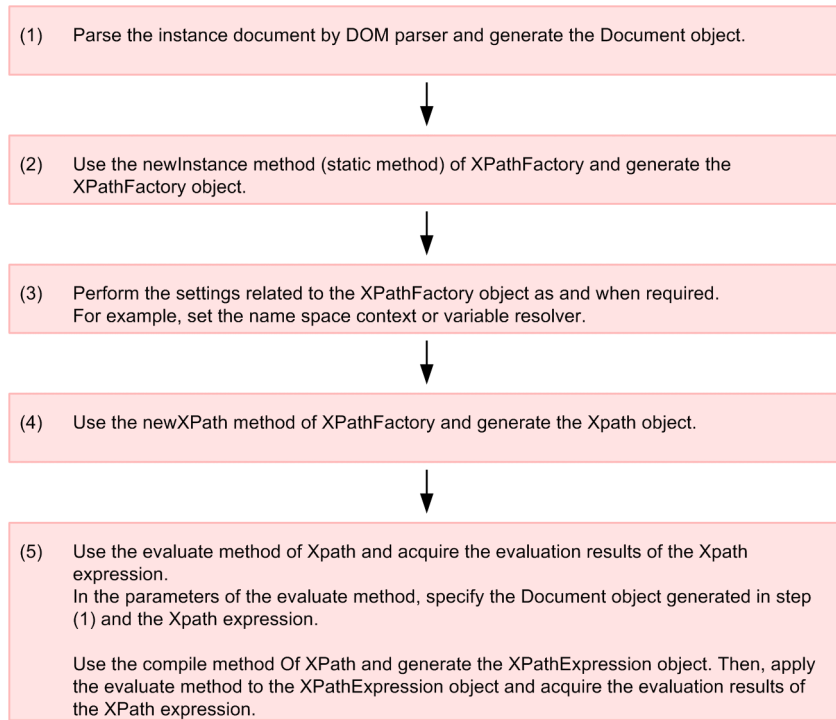 (1) Parse the instance document by DOM parser and generate the Document object.
(2) Use the newInstance method (static method) of XPathFactory and generate the
XPathFactory object.
(3) Perform the settings related to the XPathFactory object as and when required.
For example, set the name space context or variable resolver.
(4) Use the newXPath method of XPathFactory and generate the Xpath object.
(5) Use the evaluate method of Xpath and acquire the evaluation results of the Xpath
expression.
In the parameters of the evaluate method, specify the Document object generated in step
(1) and the Xpath expression.
Use the compile method Of XPath and generate the XPathExpression object. Then, apply
the evaluate method to the XPathExpression object and acquire the evaluation results of
the XPath expression.